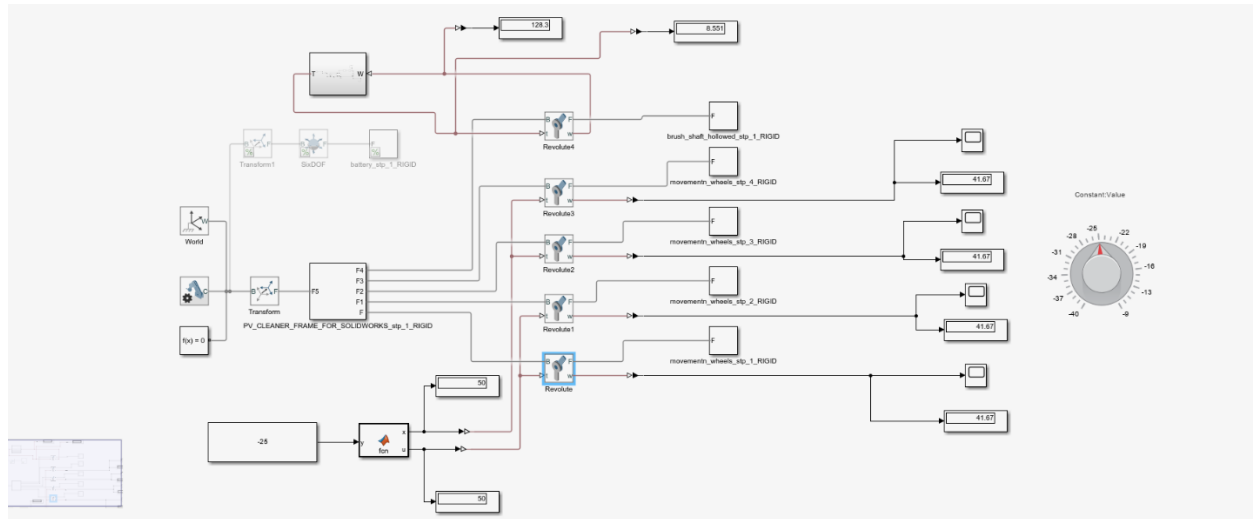 128.3
8.551
T
W
B
F
t
w
Revolute4
F
brush_shaft_hollowed_stp_1_RIGID
B
F
Transform1
SixDOF
F
battery_stp_1_RIGID
B
F
t
w
Revolute3
F
movementn_wheels_stp_4_RIGID
41.67
Constant:Value
W
World
B
F
t
w
Revolute2
F
movementn_wheels_stp_3_RIGID
41.67
C
B
F
Transform
F5
F4
F3
F2
F1
F
PV_CLEANER_FRAME_FOR_SOLIDWORKS_stp_1_RIGID
B
F
t
w
Revolute1
F
movementn_wheels_stp_2_RIGID
41.67
f(x) = 0
B
F
t
w
Revolute
F
movementn_wheels_stp_1_RIGID
41.67
-40
-37
-34
-31
-28
-25
-22
-19
-16
-13
-9
50
-25
y
fcn
x
u
50